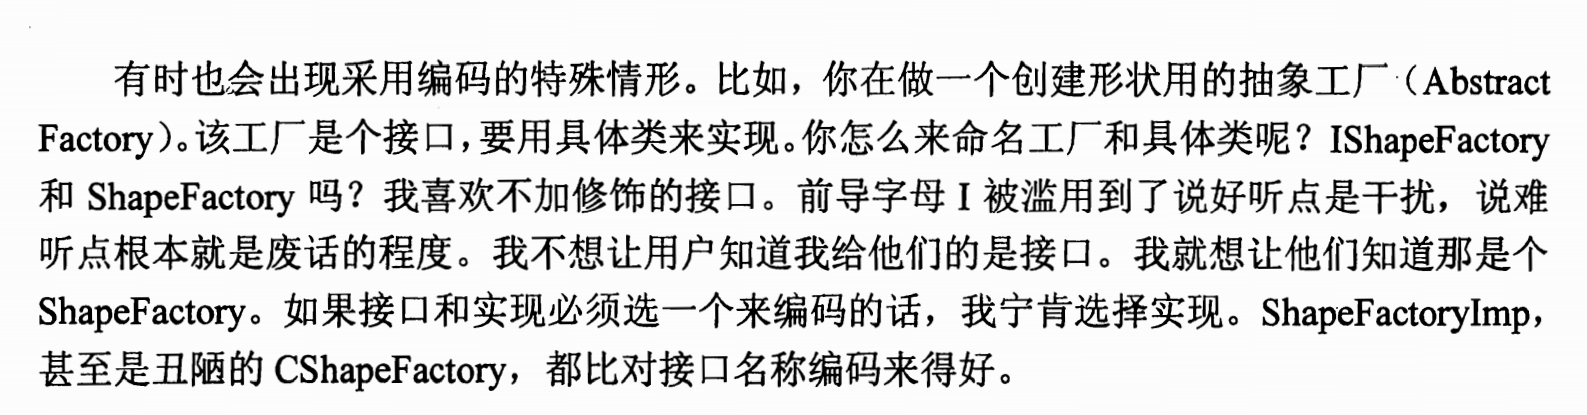 有时也会出现采用编码的特殊情形。比如，你在做一个创建形状用的抽象工厂（Abstract
Factory）。该工厂是个接口，要用具体类来实现。你怎么来命名工厂和具体类呢？IShapeFactory
和 ShapeFactory 吗？我喜欢不加修饰的接口。前导字母 I 被滥用到了说好听点是干扰，说难
听点根本就是废话的程度。我不想让用户知道我给他们的是接口。我就想让他们知道那是个
ShapeFactory。如果接口和实现必须选一个来编码的话，我宁肯选择实现。ShapeFactoryImp，
甚至是丑陋的 CShapeFactory，都比对接口名称编码来得好。